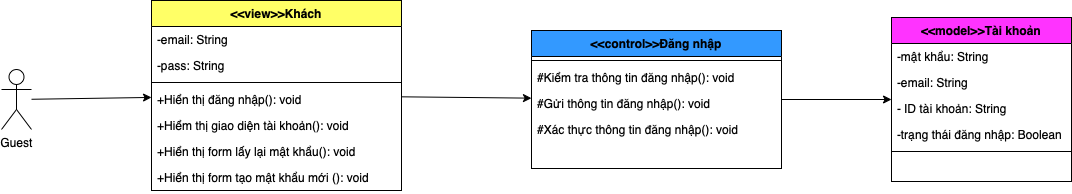 <<view>>Khách
-email: String
-pass: String
+Hiển thị đăng nhập(): void
+Hiểm thị giao diện tài khoản(): void
+Hiển thị form lấy lại mật khẩu(): void
+Hiển thị form tạo mật khẩu mới (): void
Guest
<<control>>Đăng nhập
#Kiểm tra thông tin đăng nhập(): void
#Gửi thông tin đăng nhập(): void
#Xác thực thông tin đăng nhập(): void
<<model>>Tài khoản
-mật khẩu: String
-email: String
- ID tài khoản: String
-trạng thái đăng nhập: Boolean